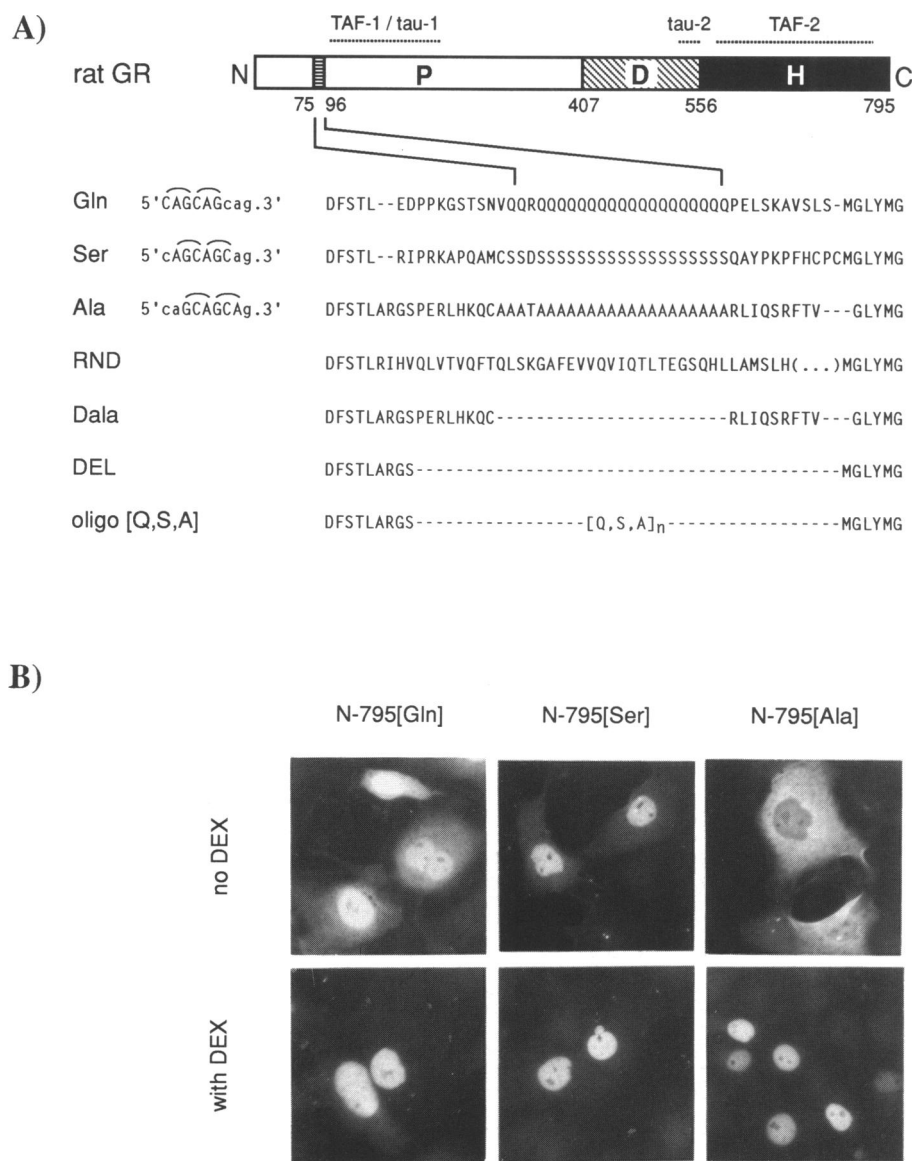 A)
TAF-1 / tau-1
tau-2
TAF-2
rat GR
N
P
D
H
C
75
96
407
556
795
Gln 5'CAGCAGcag.3' DFSTL--EDPPKGSTSNVQQRQQQQQQQQQQQQQQQQQQQPELSKAVSLS-MGLYMG
Ser 5'cAGCAGCag.3' DFSTL--RIPRKAPQAMCSSDSSSSSSSSSSSSSSSSSSSQAYPKPFHCPCMGLYMG
Ala 5'caGCAGCAg.3' DFSTLARGSPERLHKQCAAATAAAAAAAAAAAAAAAAAAARLIQSRFTV---GLYMG
RND DFSTLRIHVQLVTVQFTQLSKGAFEVVQVIQTLTEGSQHLLAMSLH(...)MGLYMG
Dala DFSTLARGSPERLHKQC-----------------------RLIQSRFTV---GLYMG
DEL DFSTLARGS------------------------------------------MGLYMG
oligo [Q,S,A] DFSTLARGS-----------------[Q,S,A]n-----------------MGLYMG
B)
N-795[Gln]
N-795[Ser]
N-795[Ala]
no DEX
with DEX